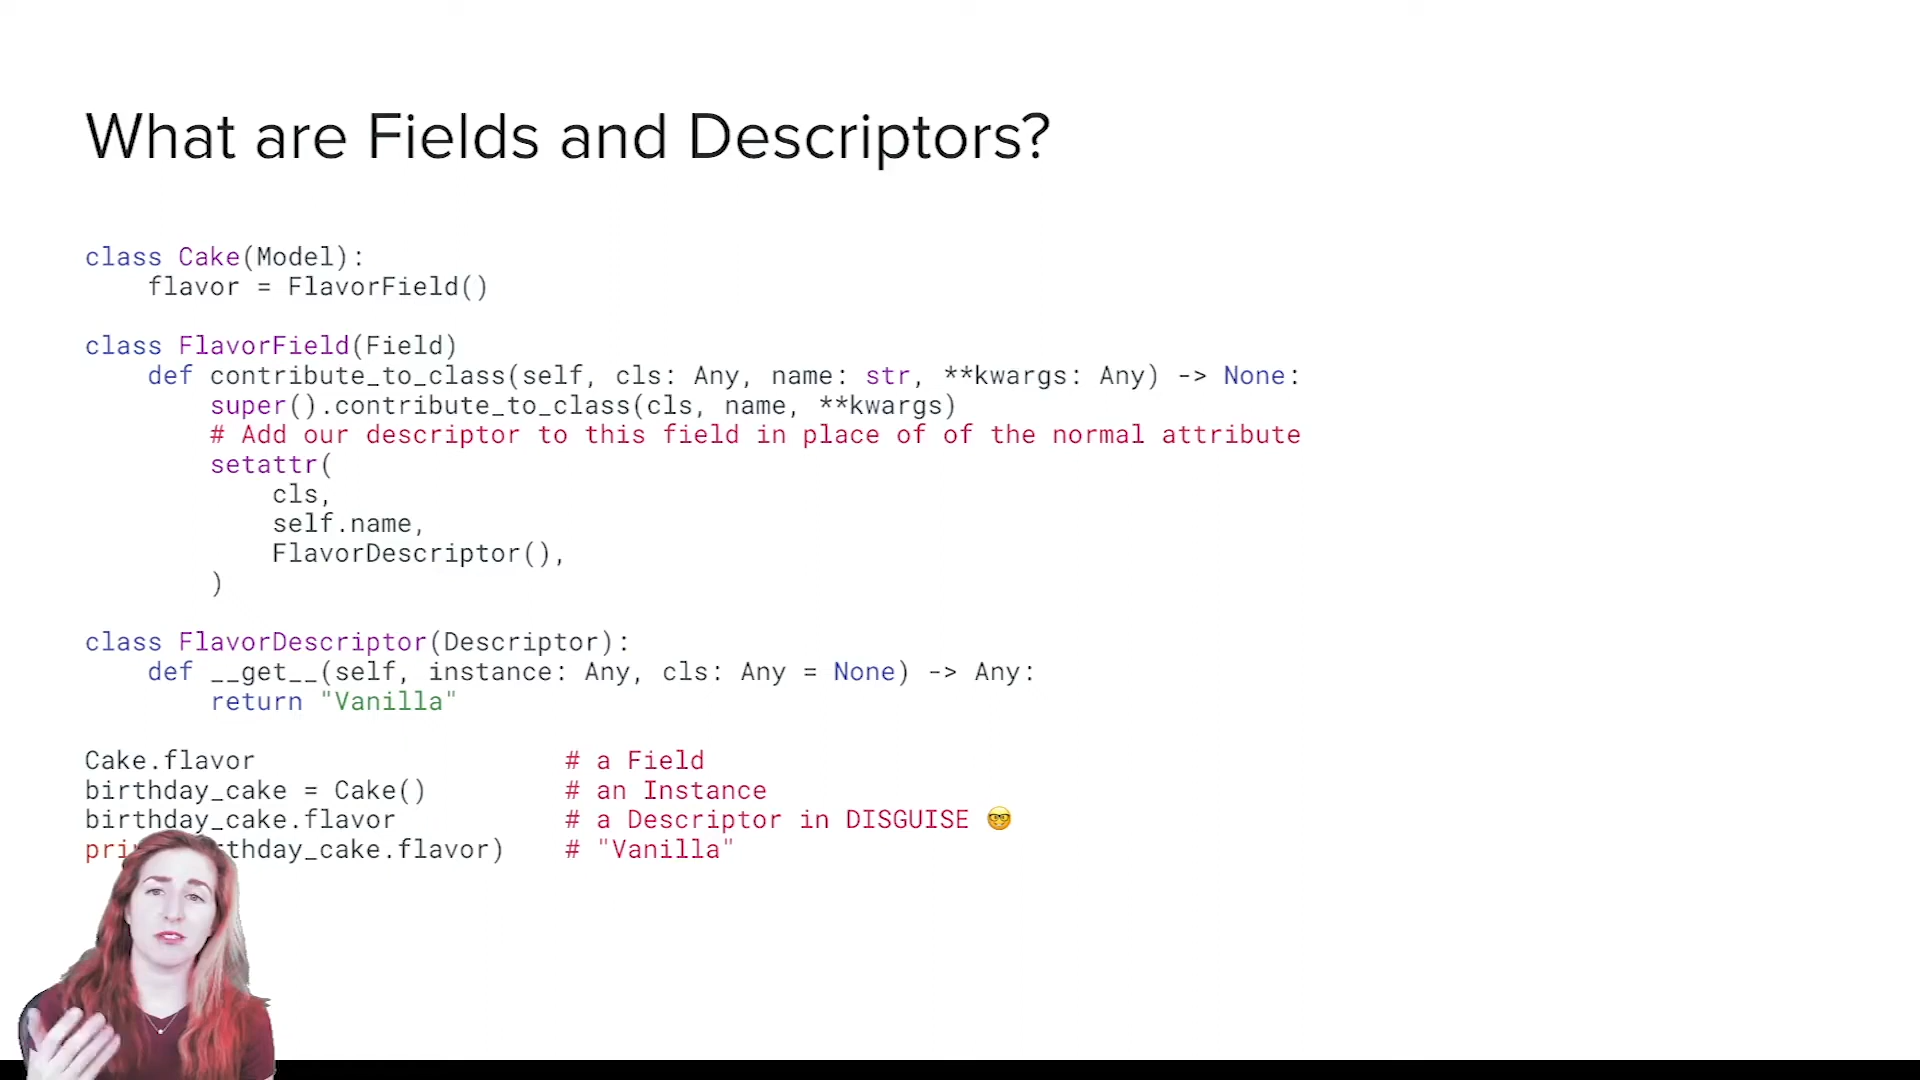 What are Fields and Descriptors?
class Cake(Model):
    flavor = FlavorField()
class FlavorField(Field)
    def contribute_to_class(self, cls: Any, name: str, **kwargs: Any) -> None:
        super().contribute_to_class(cls, name, **kwargs)
        # Add our descriptor to this field in place of of the normal attribute
        setattr(
            cls,
            self.name,
            FlavorDescriptor(),
        )
class FlavorDescriptor(Descriptor):
    def __get__(self, instance: Any, cls: Any = None) -> Any:
        return "Vanilla"
Cake.flavor # a Field
birthday_cake = Cake() # an Instance
birthday_cake.flavor # a Descriptor in DISGUISE 🤓
pri thday_cake.flavor) # "Vanilla"